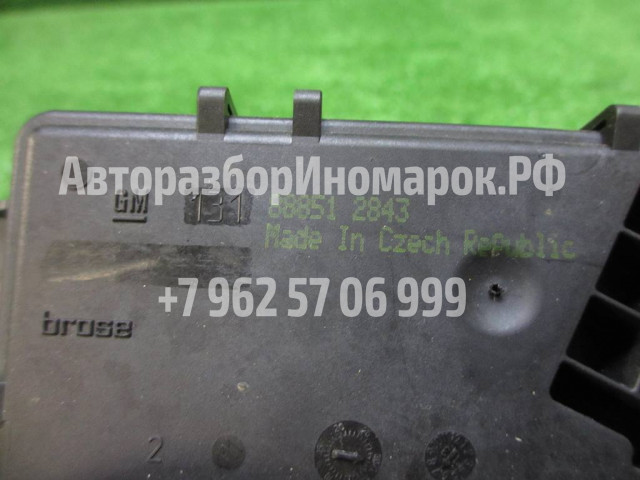 АвторазборИномарок.РФ
GM 131 88851 2843
Made In Czech Republic
+7 962 57 06 999
brose
2